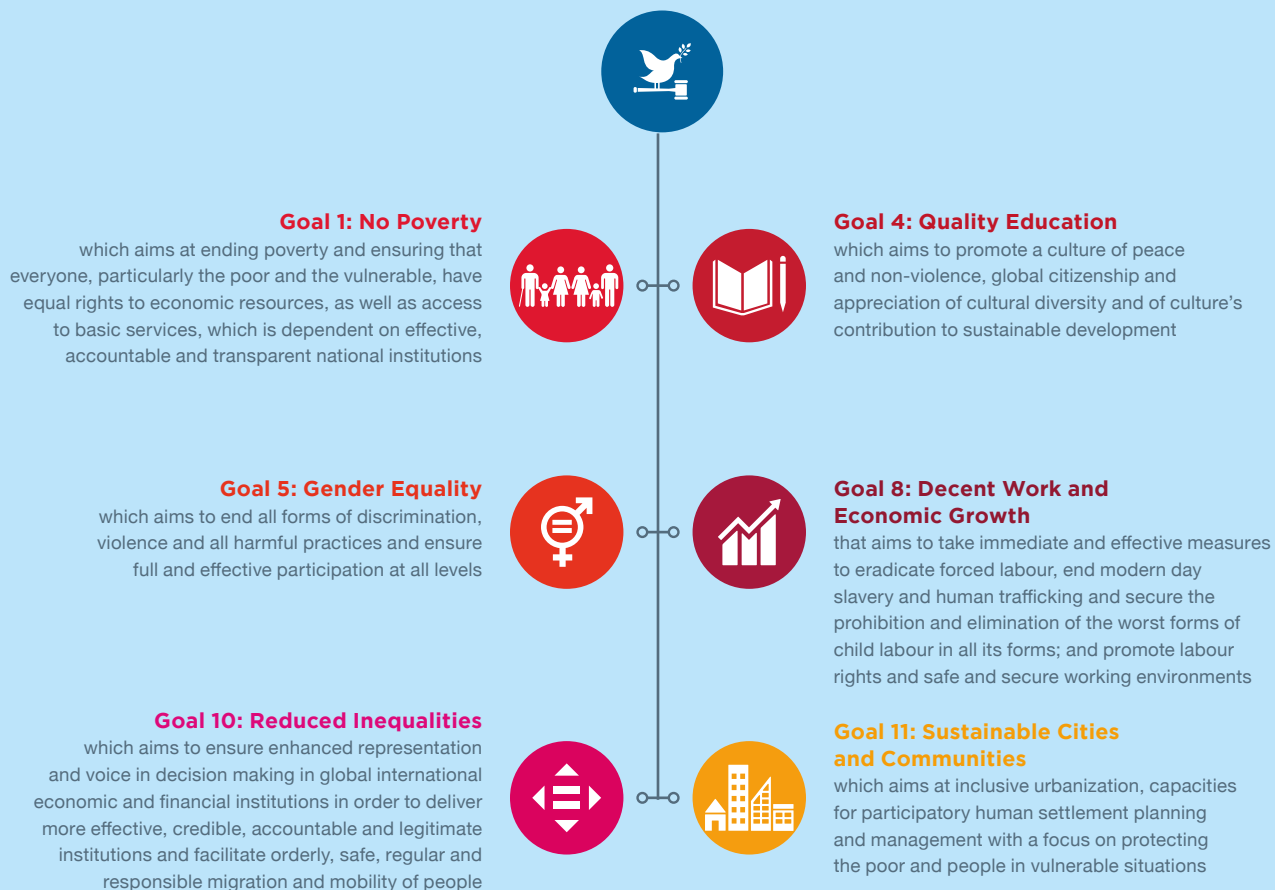 Goal 1: No Poverty
which aims at ending poverty and ensuring that
everyone, particularly the poor and the vulnerable, have
equal rights to economic resources, as well as access
to basic services, which is dependent on effective,
accountable and transparent national institutions
Goal 4: Quality Education
which aims to promote a culture of peace
and non-violence, global citizenship and
appreciation of cultural diversity and of culture’s
contribution to sustainable development
Goal 5: Gender Equality
which aims to end all forms of discrimination,
violence and all harmful practices and ensure
full and effective participation at all levels
Goal 8: Decent Work and
Economic Growth
that aims to take immediate and effective measures
to eradicate forced labour, end modern day
slavery and human trafficking and secure the
prohibition and elimination of the worst forms of
child labour in all its forms; and promote labour
rights and safe and secure working environments
Goal 10: Reduced Inequalities
which aims to ensure enhanced representation
and voice in decision making in global international
economic and financial institutions in order to deliver
more effective, credible, accountable and legitimate
institutions and facilitate orderly, safe, regular and
responsible migration and mobility of people
Goal 11: Sustainable Cities
and Communities
which aims at inclusive urbanization, capacities
for participatory human settlement planning
and management with a focus on protecting
the poor and people in vulnerable situations